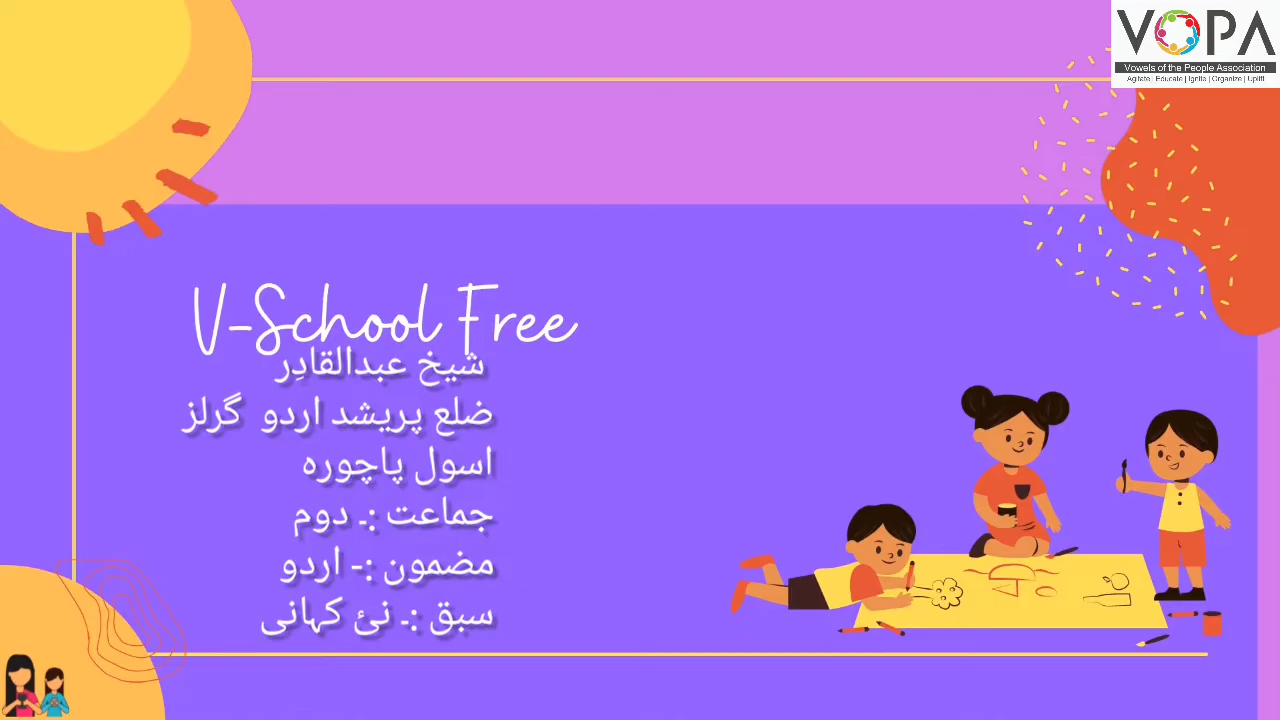 VOPA
Vowels of the People Association
Agitate | Educate | Ignite | Organize | Uplift
V-School Free
شیخ عبدالقادِر
ضلع پریشد اردو گرلز
اسول پاچورہ
جماعت :۔ دوم
مضمون :- اردو
سبق :۔ نئ کہانی